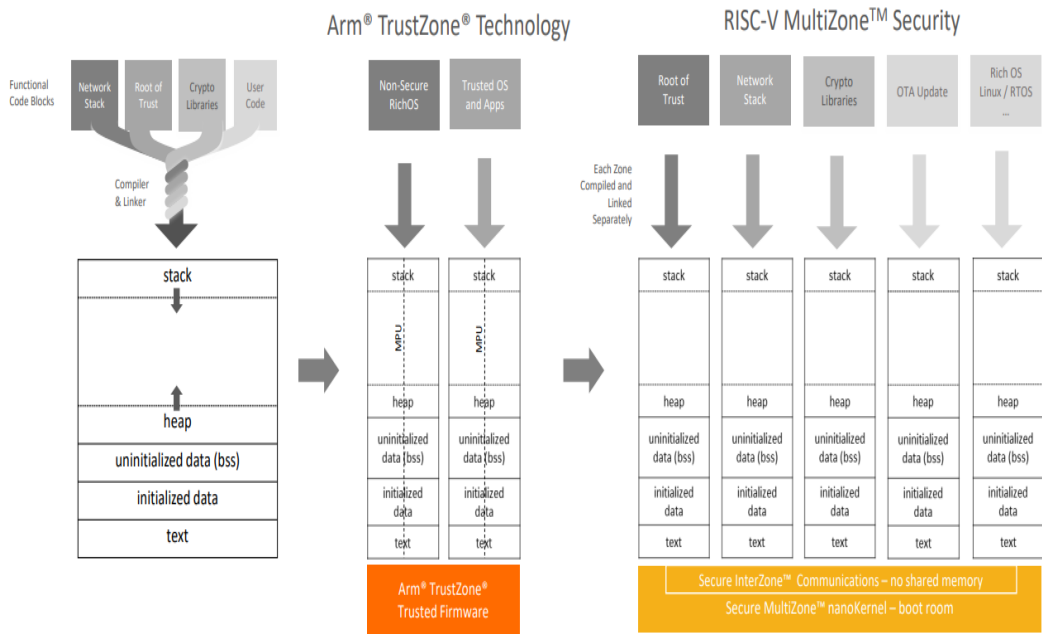 Arm® TrustZone® Technology
RISC-V MultiZone™ Security
Functional
Code Blocks
Network
Stack
Root of
Trust
Crypto
Libraries
User
Code
Compiler
& Linker
stack
heap
uninitialized data (bss)
initialized data
text
Non-Secure
RichOS
Trusted OS
and Apps
stack
stack
MPU
MPU
heap
heap
uninitialized
data (bss)
uninitialized
data (bss)
initialized
data
initialized
data
text
text
Arm® TrustZone®
Trusted Firmware
Root of
Trust
Network
Stack
Crypto
Libraries
OTA Update
Rich OS
Linux / RTOS
...
Each Zone
Compiled and
Linked
Separately
stack
stack
stack
stack
stack
heap
heap
heap
heap
heap
uninitialized
data (bss)
uninitialized
data (bss)
uninitialized
data (bss)
uninitialized
data (bss)
uninitialized
data (bss)
initialized
data
initialized
data
initialized
data
initialized
data
initialized
data
text
text
text
text
text
Secure InterZone™ Communications – no shared memory
Secure MultiZone™ nanoKernel – boot room